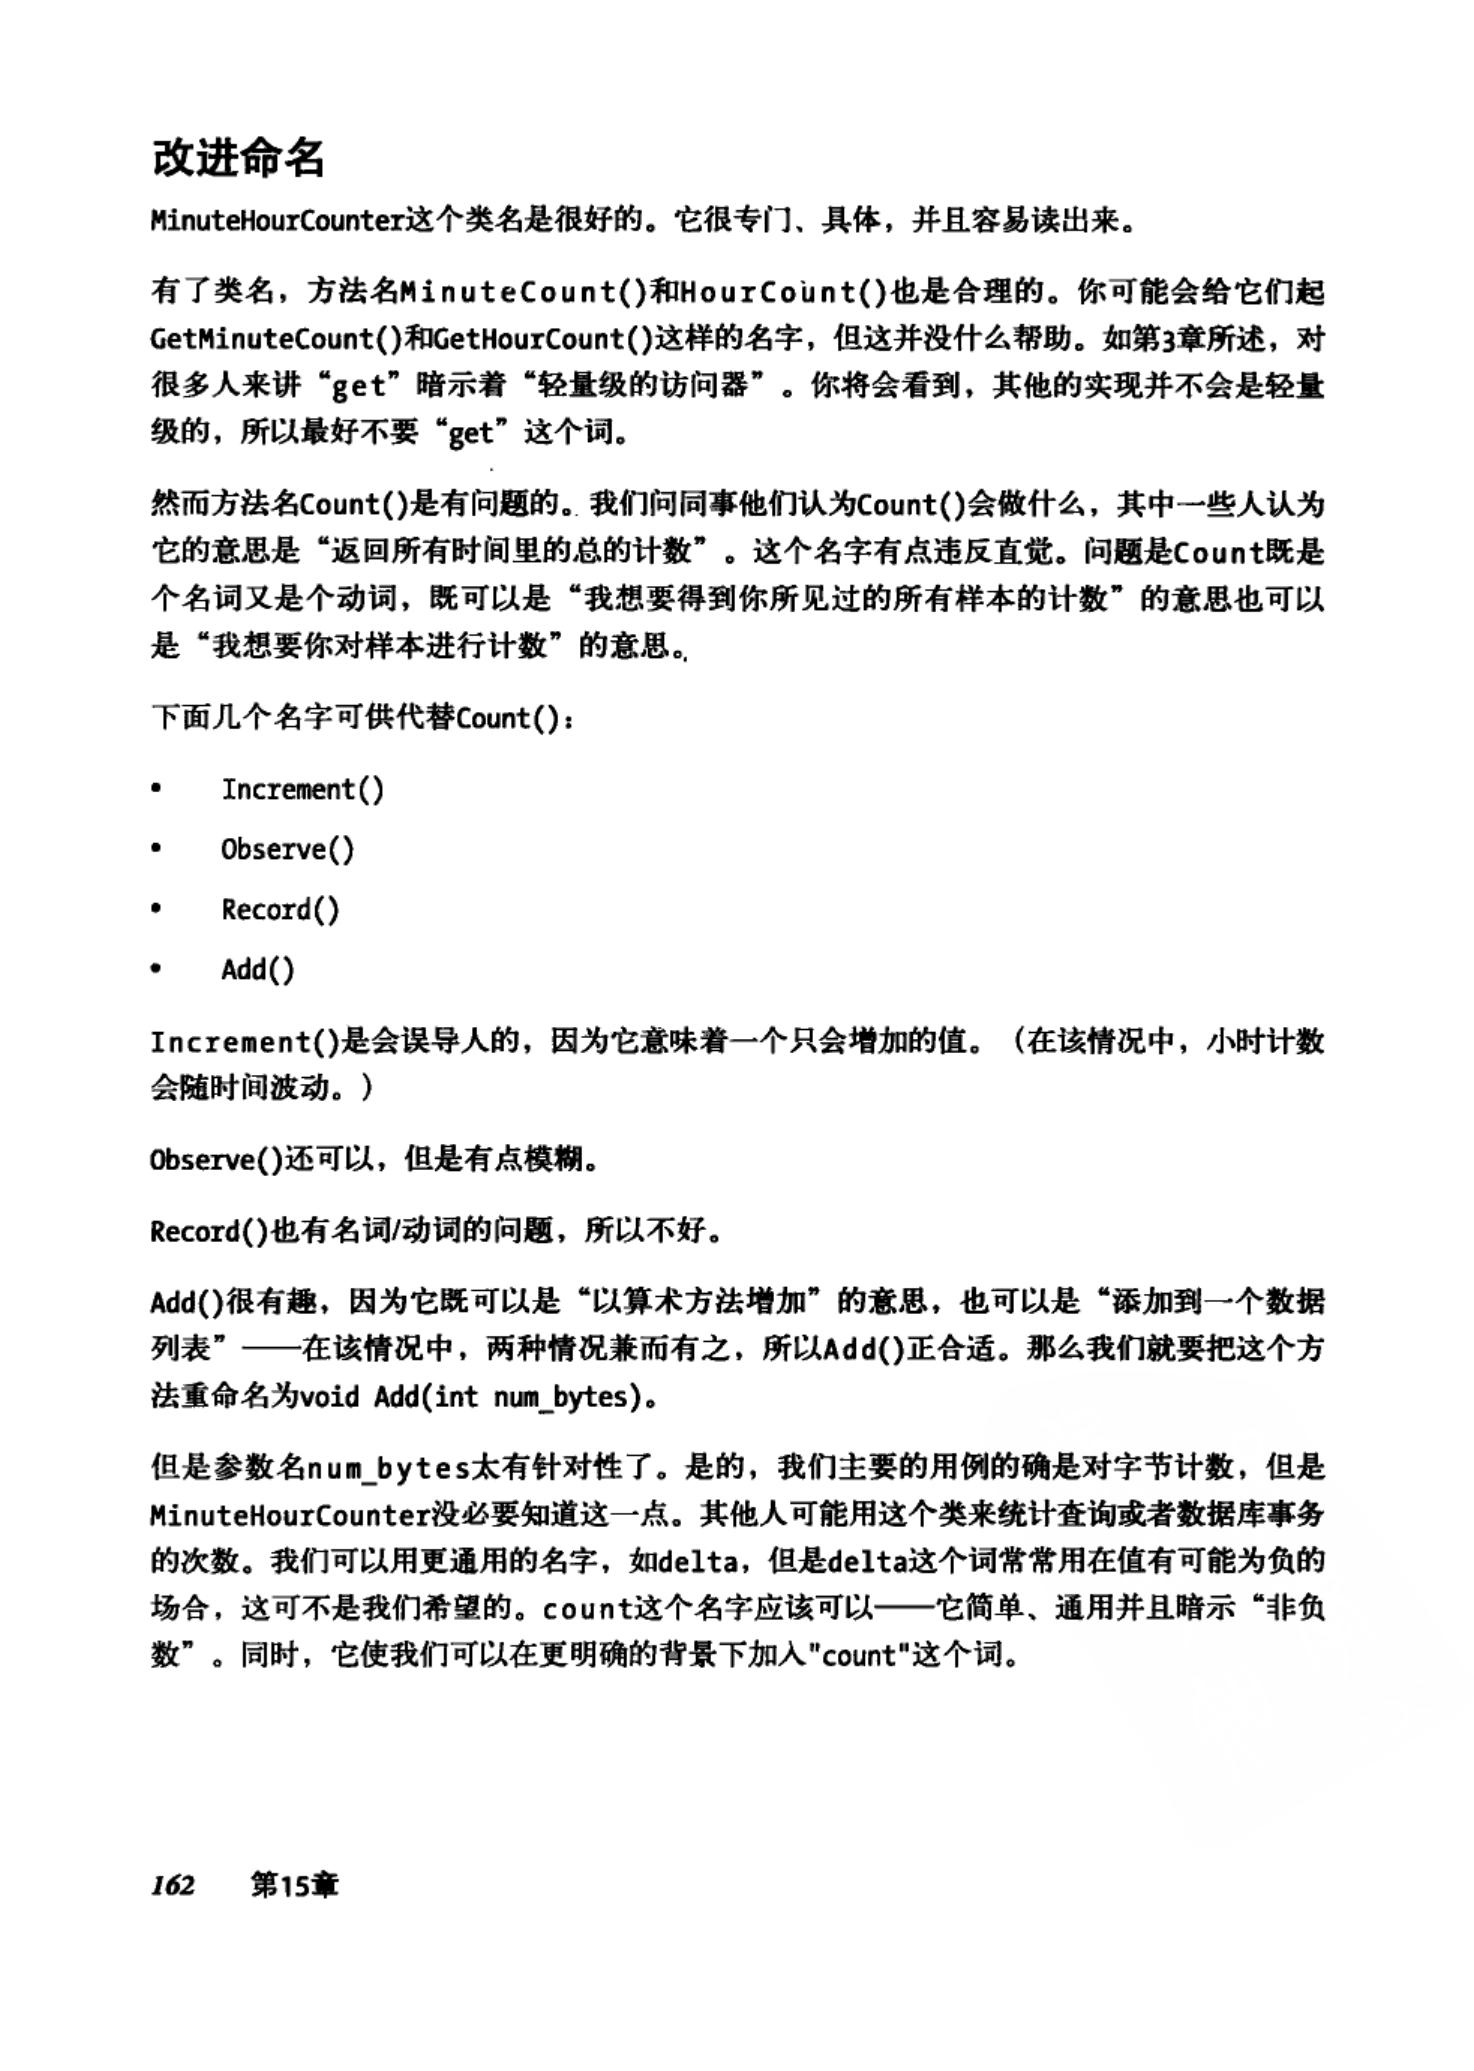 改进命名
MinuteHourCounter这个类名是很好的。它很专门、具体，并且容易读出来。
有了类名，方法名MinuteCount()和HourCount()也是合理的。你可能会给它们起
GetMinuteCount()和GetHourCount()这样的名字，但这并没什么帮助。如第3章所述，对
很多人来讲“get”暗示着“轻量级的访问器”。你将会看到，其他的实现并不会是轻量
级的，所以最好不要“get”这个词。
然而方法名Count()是有问题的。我们问同事他们认为Count()会做什么，其中一些人认为
它的意思是“返回所有时间里的总的计数”。这个名字有点违反直觉。问题是Count既是
个名词又是个动词，既可以是“我想要得到你所见过的所有样本的计数”的意思也可以
是“我想要你对样本进行计数”的意思。
下面几个名字可供代替Count()：
• Increment()
• Observe()
• Record()
• Add()
Increment()是会误导人的，因为它意味着一个只会增加的值。（在该情况中，小时计数
会随时间波动。）
Observe()还可以，但是有点模糊。
Record()也有名词/动词的问题，所以不好。
Add()很有趣，因为它既可以是“以算术方法增加”的意思，也可以是“添加到一个数据
列表”——在该情况中，两种情况兼而有之，所以Add()正合适。那么我们就要把这个方
法重命名为void Add(int num_bytes)。
但是参数名num_bytes太有针对性了。是的，我们主要的用例的确是对字节计数，但是
MinuteHourCounter没必要知道这一点。其他人可能用这个类来统计查询或者数据库事务
的次数。我们可以用更通用的名字，如delta，但是delta这个词常常用在值有可能为负的
场合，这可不是我们希望的。count这个名字应该可以——它简单、通用并且暗示“非负
数”。同时，它使我们可以在更明确的背景下加入"count"这个词。
162 第15章